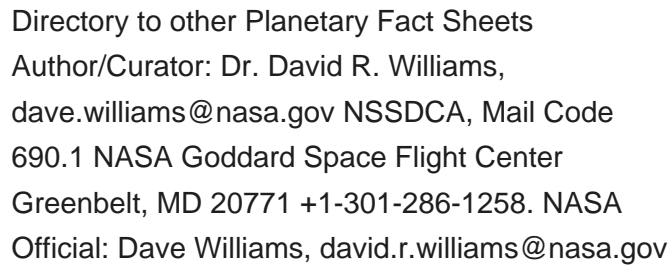 Directory to other Planetary Fact Sheets
Author/Curator: Dr. David R. Williams,
dave.williams@nasa.gov NSSDCA, Mail Code
690.1 NASA Goddard Space Flight Center
Greenbelt, MD 20771 +1-301-286-1258. NASA
Official: Dave Williams, david.r.williams@nasa.gov